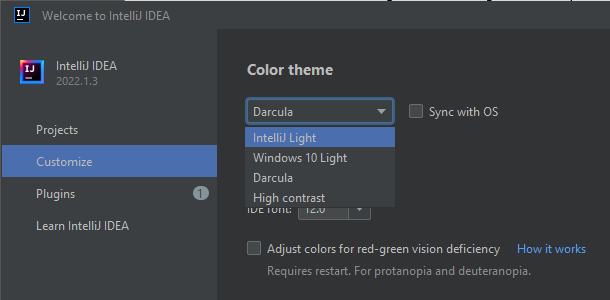 IJ Welcome to IntelliJ IDEA
IJ
IntelliJ IDEA
2022.1.3
Projects
Customize
Plugins 1
Learn IntelliJ IDEA
Color theme
Darcula
Sync with OS
IntelliJ Light
Windows 10 Light
Darcula
High contrast
IDE font: 12.0
Adjust colors for red-green vision deficiency How it works
Requires restart. For protanopia and deuteranopia.